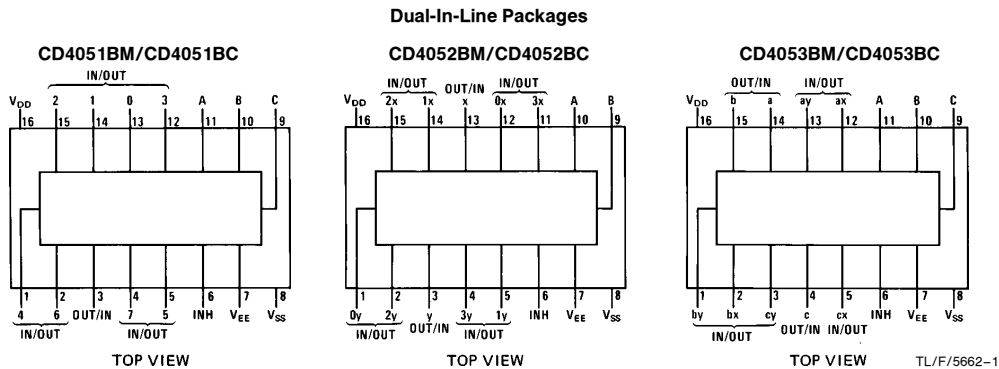 Dual-In-Line Packages
CD4051BM/CD4051BC
IN/OUT
VDD 2 1 0 3 A B C
16 15 14 13 12 11 10 9
1 2 3 4 5 6 7 8
4 6 OUT/IN 7 5 INH VEE VSS
IN/OUT IN/OUT
TOP VIEW
CD4052BM/CD4052BC
IN/OUT OUT/IN IN/OUT
VDD 2x 1x x 0x 3x A B
16 15 14 13 12 11 10 9
1 2 3 4 5 6 7 8
0y 2y y 3y 1y INH VEE VSS
IN/OUT OUT/IN IN/OUT
TOP VIEW
CD4053BM/CD4053BC
OUT/IN IN/OUT
VDD b a ay ax A B C
16 15 14 13 12 11 10 9
1 2 3 4 5 6 7 8
by bx cy c cx INH VEE VSS
IN/OUT OUT/IN IN/OUT
TOP VIEW
TL/F/5662–1